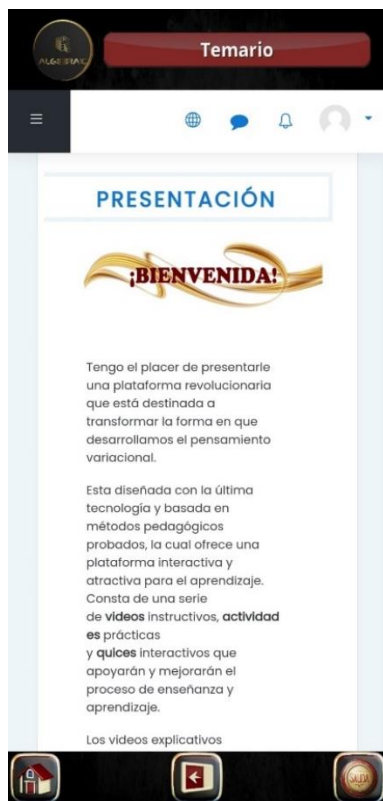 ALGEBRAIC
Temario
PRESENTACIÓN
¡BIENVENIDA!
Tengo el placer de presentarle
una plataforma revolucionaria
que está destinada a
transformar la forma en que
desarrollamos el pensamiento
variacional.
Esta diseñada con la última
tecnología y basada en
métodos pedagógicos
probados, la cual ofrece una
plataforma interactiva y
atractiva para el aprendizaje.
Consta de una serie
de videos instructivos, actividad
es prácticas
y quices interactivos que
apoyarán y mejorarán el
proceso de enseñanza y
aprendizaje.
Los videos explicativos
SALIDA